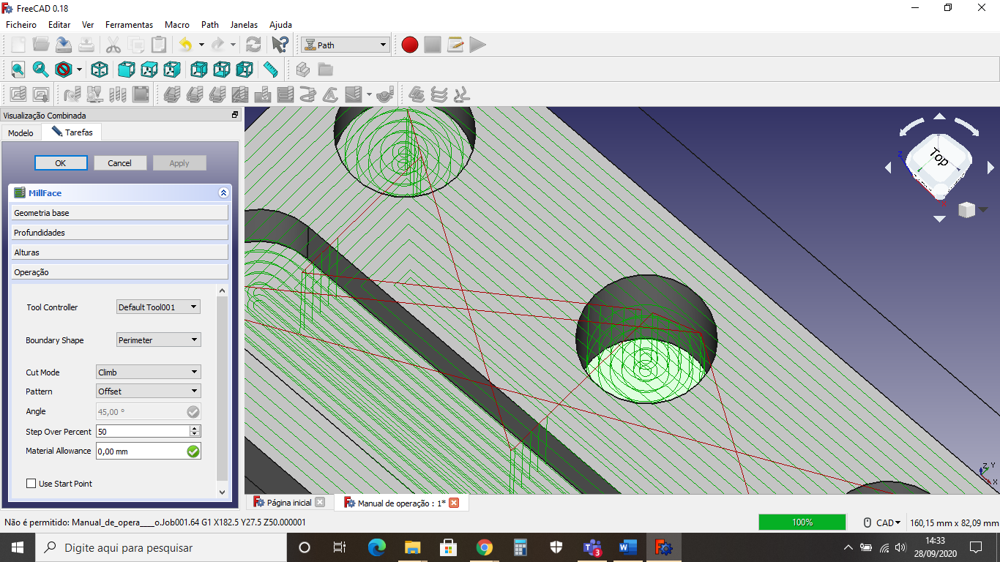 FreeCAD 0.18
Ficheiro Editar Ver Ferramentas Macro Path Janelas Ajuda
Path
Visualização Combinada
Modelo Tarefas
OK Cancel Apply
MillFace
Geometria base
Profundidades
Alturas
Operação
Tool Controller Default Tool001
Boundary Shape Perimeter
Cut Mode Climb
Pattern Offset
Angle 45,00 °
Step Over Percent 50
Material Allowance 0,00 mm
Use Start Point
Top
Z
Z Y
X
Página inicial Manual de operação : 1*
Não é permitido: Manual_de_opera____o.Job001.64 G1 X182.5 Y27.5 Z50.000001
100% CAD 160,15 mm x 82,09 mm
Digite aqui para pesquisar
3
14:33
28/09/2020